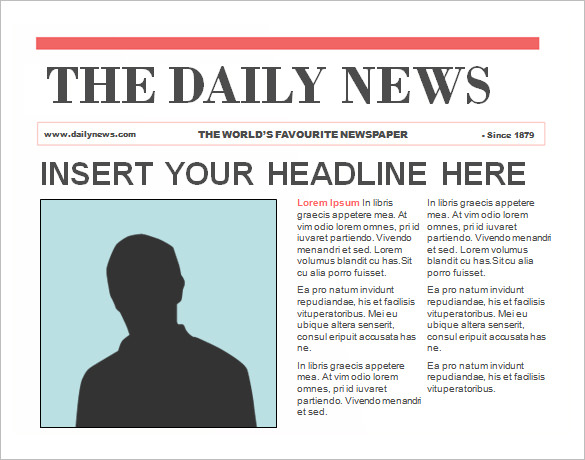 THE DAILY NEWS
www.dailynews.com THE WORLD'S FAVOURITE NEWSPAPER - Since 1879
INSERT YOUR HEADLINE HERE
Lorem Ipsum In libris
graecis appetere
mea. At
vim odio lorem
omnes, pri id
iuvaret partiendo. Vivendo
menandri et sed. Lorem
volumus blandit cu has.Sit
cu alia porro fuisset.
Ea pro natum invidunt
repudiandae, his et facilisis
vituperatoribus. Mei eu
ubique altera senserit,
consul eripuit accusata has
ne.
In libris graecis appetere
mea. At vim odio lorem
omnes, pri id iuvaret
partiendo. Vivendo menandri
et sed.
In libris graecis appetere
mea. At vim odio lorem
omnes, pri id iuvaret
partiendo. Vivendo menandri
et sed. Lorem volumus
blandit cu has.Sit cu alia
porro fuisset.
Ea pro natum invidunt
repudiandae, his et facilisis
vituperatoribus. Mei eu
ubique altera senserit,
consul eripuit accusata has
ne.
Ea pro natum invidunt
repudiandae, his et facilisis
vituperatoribus.